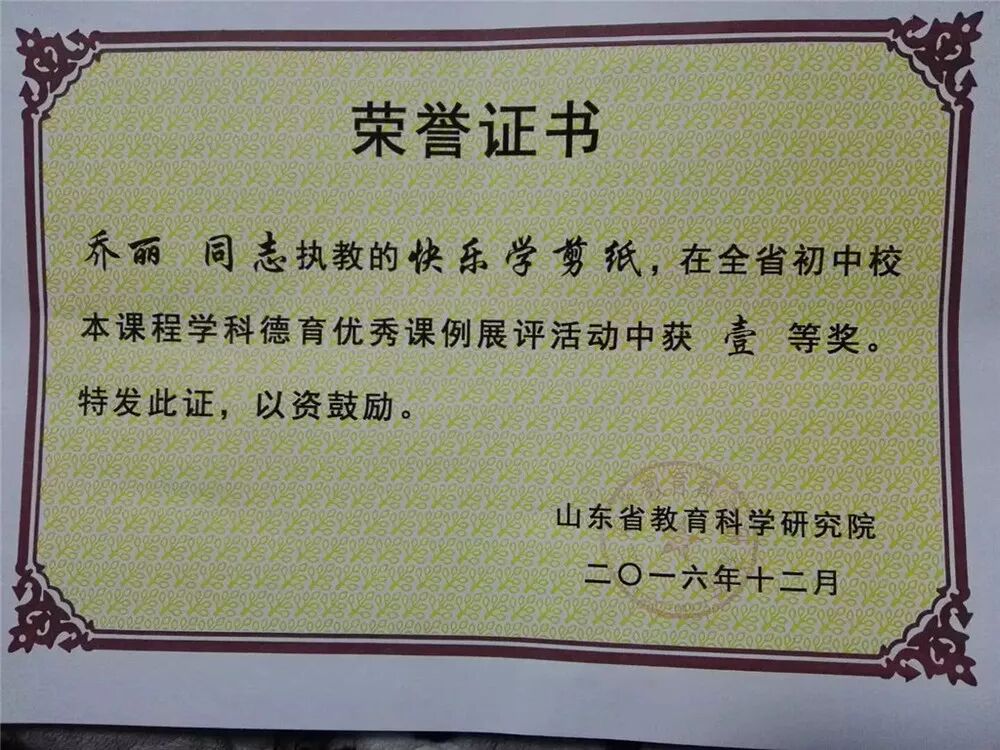 荣誉证书
乔丽 同志执教的快乐学剪纸，在全省初中校
本课程学科德育优秀课例展评活动中获 壹 等奖。
特发此证，以资鼓励。
山东省教育科学研究院
二〇一六年十二月